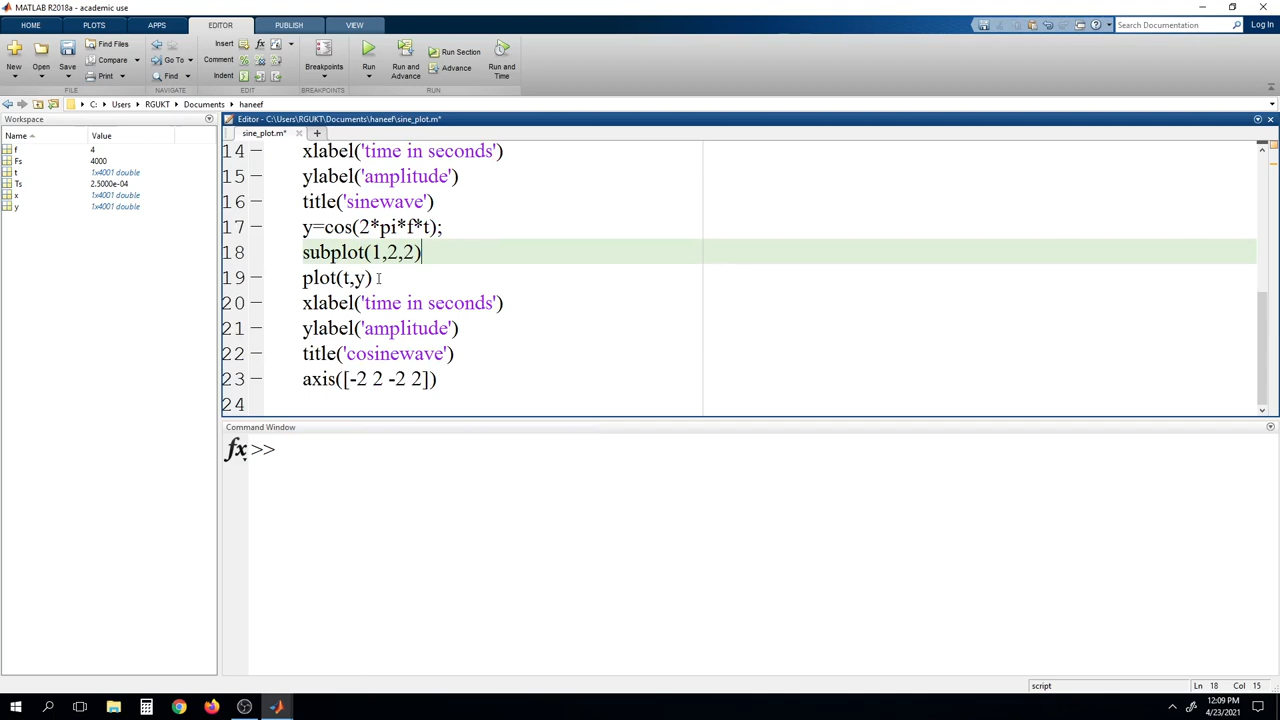 MATLAB R2018a - academic use
HOME PLOTS APPS EDITOR PUBLISH VIEW Search Documentation Log In
New Open Save Find Files Compare Print Go To Find Insert fx Comment Indent Breakpoints Run Run and Advance Run Section Advance Run and Time
FILE NAVIGATE EDIT BREAKPOINTS RUN
C: Users RGUKT Documents haneef
Workspace
Name Value
f 4
Fs 4000
t 1x4001 double
Ts 2.5000e-04
x 1x4001 double
y 1x4001 double
Editor - C:\Users\RGUKT\Documents\haneef\sine_plot.m*
sine_plot.m*
14 xlabel('time in seconds')
15 ylabel('amplitude')
16 title('sinewave')
17 y=cos(2*pi*f*t);
18 subplot(1,2,2)
19 plot(t,y)
20 xlabel('time in seconds')
21 ylabel('amplitude')
22 title('cosinewave')
23 axis([-2 2 -2 2])
24
Command Window
fx >>
script Ln 18 Col 15
12:09 PM
4/23/2021